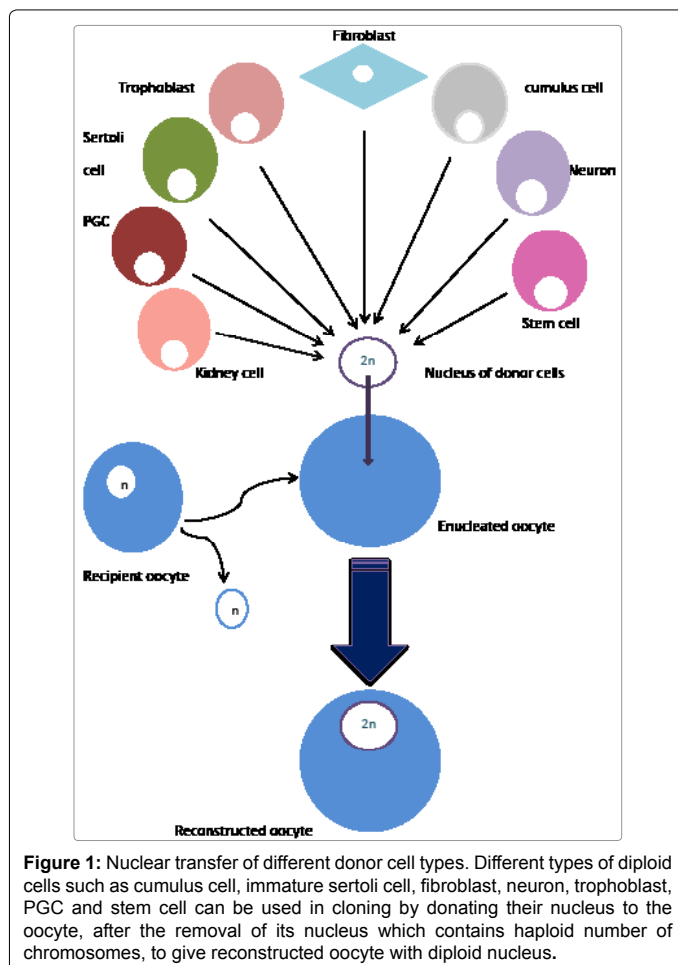 Fibroblast
Trophoblast
cumulus cell
Sertoli
cell
Neuron
PGC
Stem cell
Kidney cell
2n
Nucleus of donor cells
n
Enucleated oocyte
Recipient oocyte
n
2n
Reconstructed oocyte
Figure 1: Nuclear transfer of different donor cell types. Different types of diploid
cells such as cumulus cell, immature sertoli cell, fibroblast, neuron, trophoblast,
PGC and stem cell can be used in cloning by donating their nucleus to the
oocyte, after the removal of its nucleus which contains haploid number of
chromosomes, to give reconstructed oocyte with diploid nucleus.